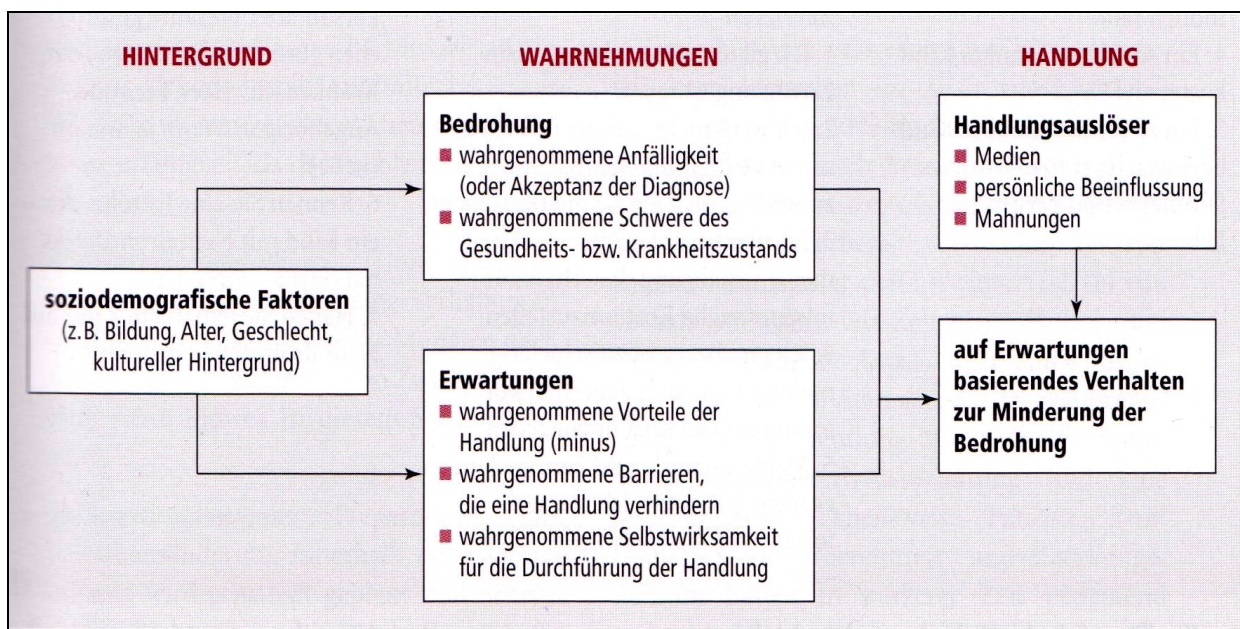 HINTERGRUND
WAHRNEHMUNGEN
HANDLUNG
soziodemografische Faktoren
(z.B. Bildung, Alter, Geschlecht,
kultureller Hintergrund)
Bedrohung
wahrgenommene Anfälligkeit
(oder Akzeptanz der Diagnose)
wahrgenommene Schwere des
Gesundheits- bzw. Krankheitszustands
Erwartungen
wahrgenommene Vorteile der
Handlung (minus)
wahrgenommene Barrieren,
die eine Handlung verhindern
wahrgenommene Selbstwirksamkeit
für die Durchführung der Handlung
Handlungsauslöser
Medien
persönliche Beeinflussung
Mahnungen
auf Erwartungen
basierendes Verhalten
zur Minderung der
Bedrohung